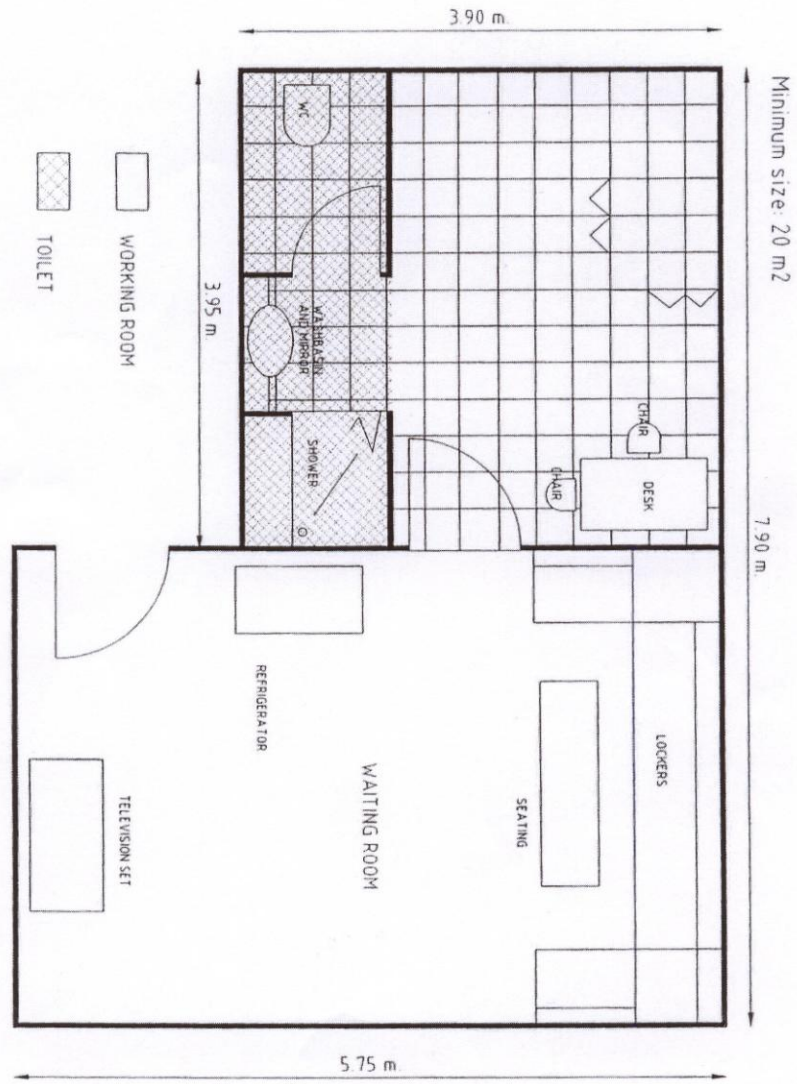 3.90 m.
Minimum size: 20 m2
7.90 m.
3.95 m.
WC
WASHBASIN
AND MIRROR
SHOWER
CHAIR
CHAIR
DESK
WORKING ROOM
TOILET
REFRIGERATOR
WAITING ROOM
SEATING
LOCKERS
TELEVISION SET
5.75 m.